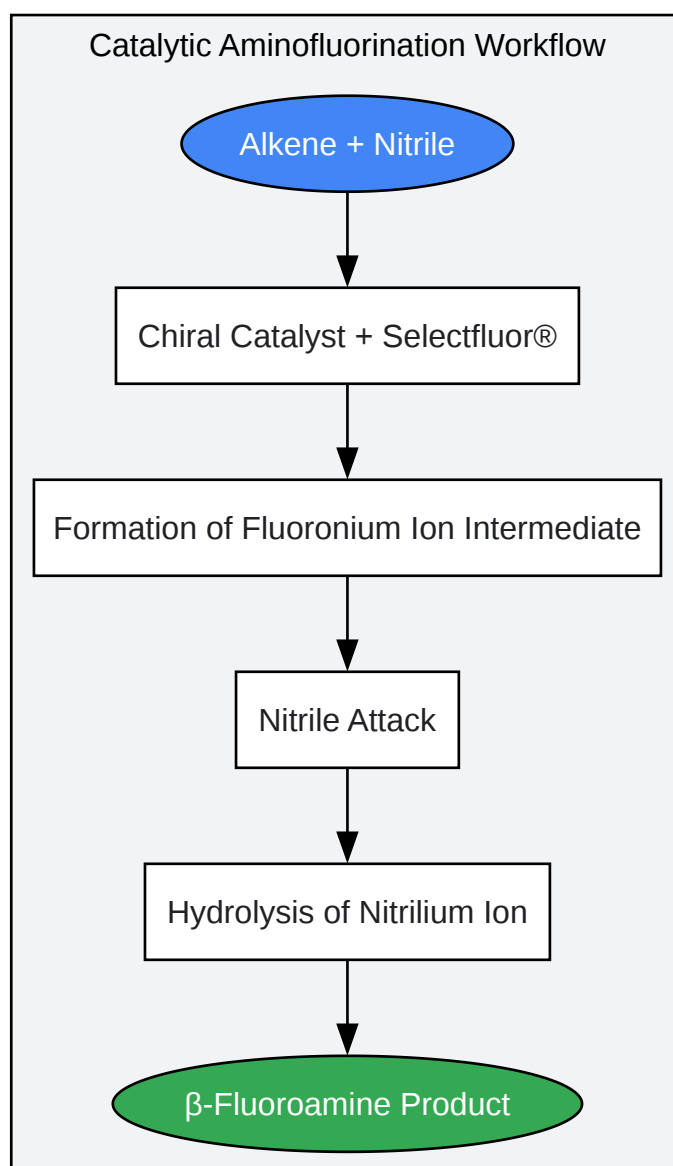 Catalytic Aminofluorination Workflow
Alkene + Nitrile
Chiral Catalyst + Selectfluor®
Formation of Fluoronium Ion Intermediate
Nitrile Attack
Hydrolysis of Nitrilium Ion
β-Fluoroamine Product